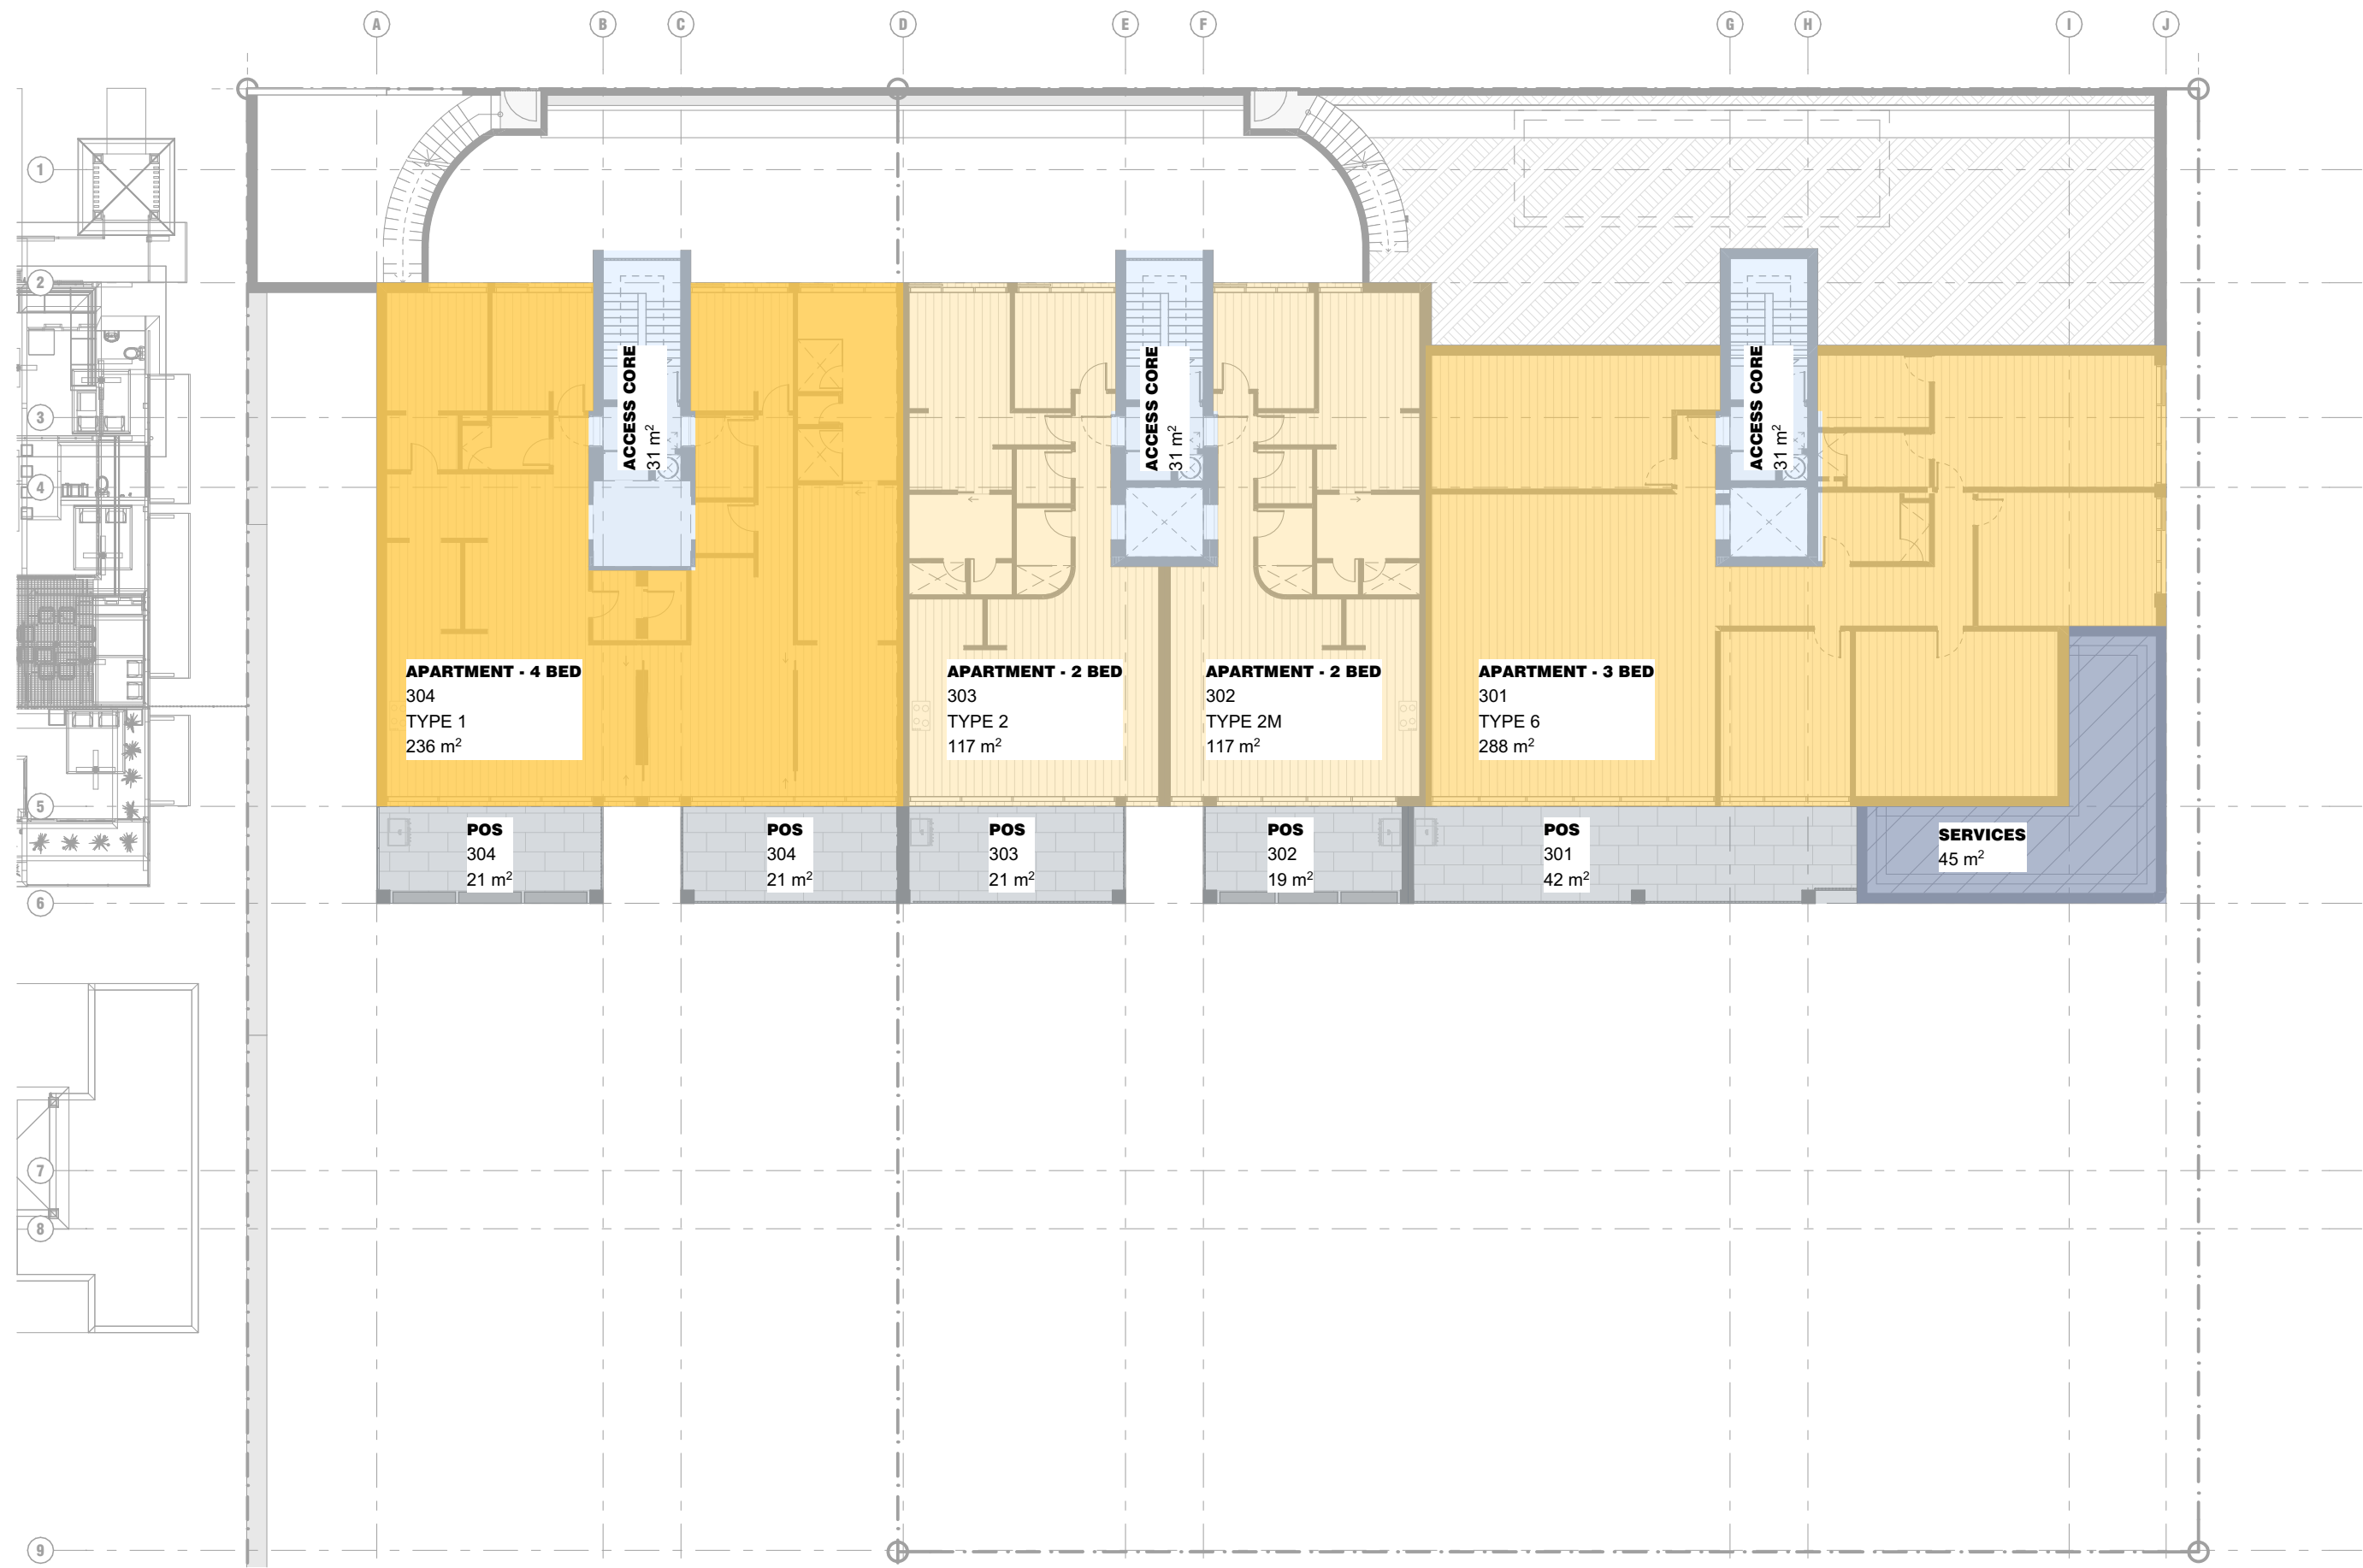 A B C D E F G H I J
1
2
3
4
5
6
7
8
9
ACCESS CORE
31 m²
ACCESS CORE
31 m²
ACCESS CORE
31 m²
APARTMENT - 4 BED
304
TYPE 1
236 m²
APARTMENT - 2 BED
303
TYPE 2
117 m²
APARTMENT - 2 BED
302
TYPE 2M
117 m²
APARTMENT - 3 BED
301
TYPE 6
288 m²
POS
304
21 m²
POS
304
21 m²
POS
303
21 m²
POS
302
19 m²
POS
301
42 m²
SERVICES
45 m²